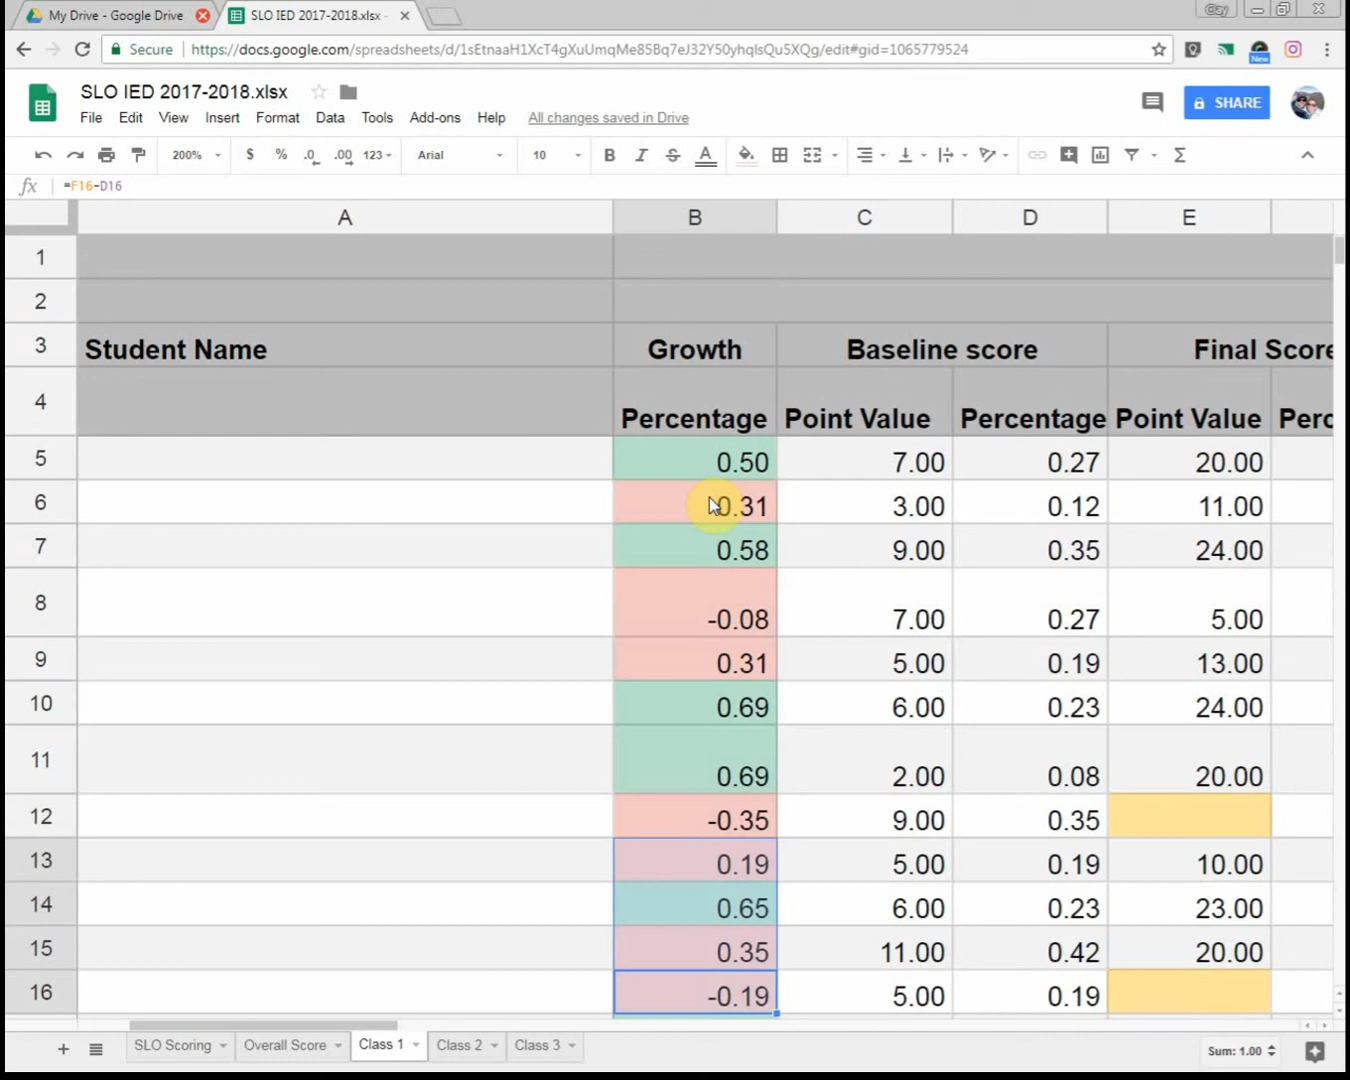 My Drive - Google Drive
SLO IED 2017-2018.xlsx -
Clay
Secure
https://docs.google.com/spreadsheets/d/1sEtnaaH1XcT4gXuUmqMe85Bq7eJ32Y50yhqlsQu5XQg/edit#gid=1065779524
New
SLO IED 2017-2018.xlsx
SHARE
File Edit View Insert Format Data Tools Add-ons Help All changes saved in Drive
200% $ % .0 .00 123 Arial 10 B I S A Σ
fx =F16-D16
A B C D E
1
2
3 Student Name Growth Baseline score Final Score
4 Percentage Point Value Percentage Point Value Perc
5 0.50 7.00 0.27 20.00
6 0.31 3.00 0.12 11.00
7 0.58 9.00 0.35 24.00
8 -0.08 7.00 0.27 5.00
9 0.31 5.00 0.19 13.00
10 0.69 6.00 0.23 24.00
11 0.69 2.00 0.08 20.00
12 -0.35 9.00 0.35
13 0.19 5.00 0.19 10.00
14 0.65 6.00 0.23 23.00
15 0.35 11.00 0.42 20.00
16 -0.19 5.00 0.19
+ SLO Scoring Overall Score Class 1 Class 2 Class 3 Sum: 1.00